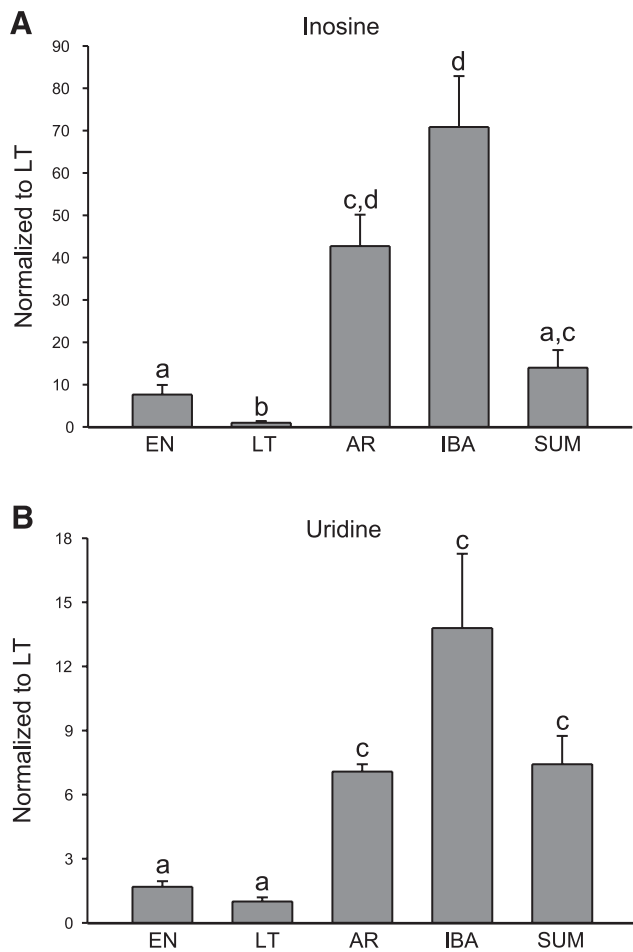 A
Inosine
90
80
70
60
50
40
30
20
10
0
Normalized to LT
a
b
c,d
d
a,c
EN LT AR IBA SUM
B
Uridine
18
15
12
9
6
3
0
Normalized to LT
a
a
c
c
c
EN LT AR IBA SUM